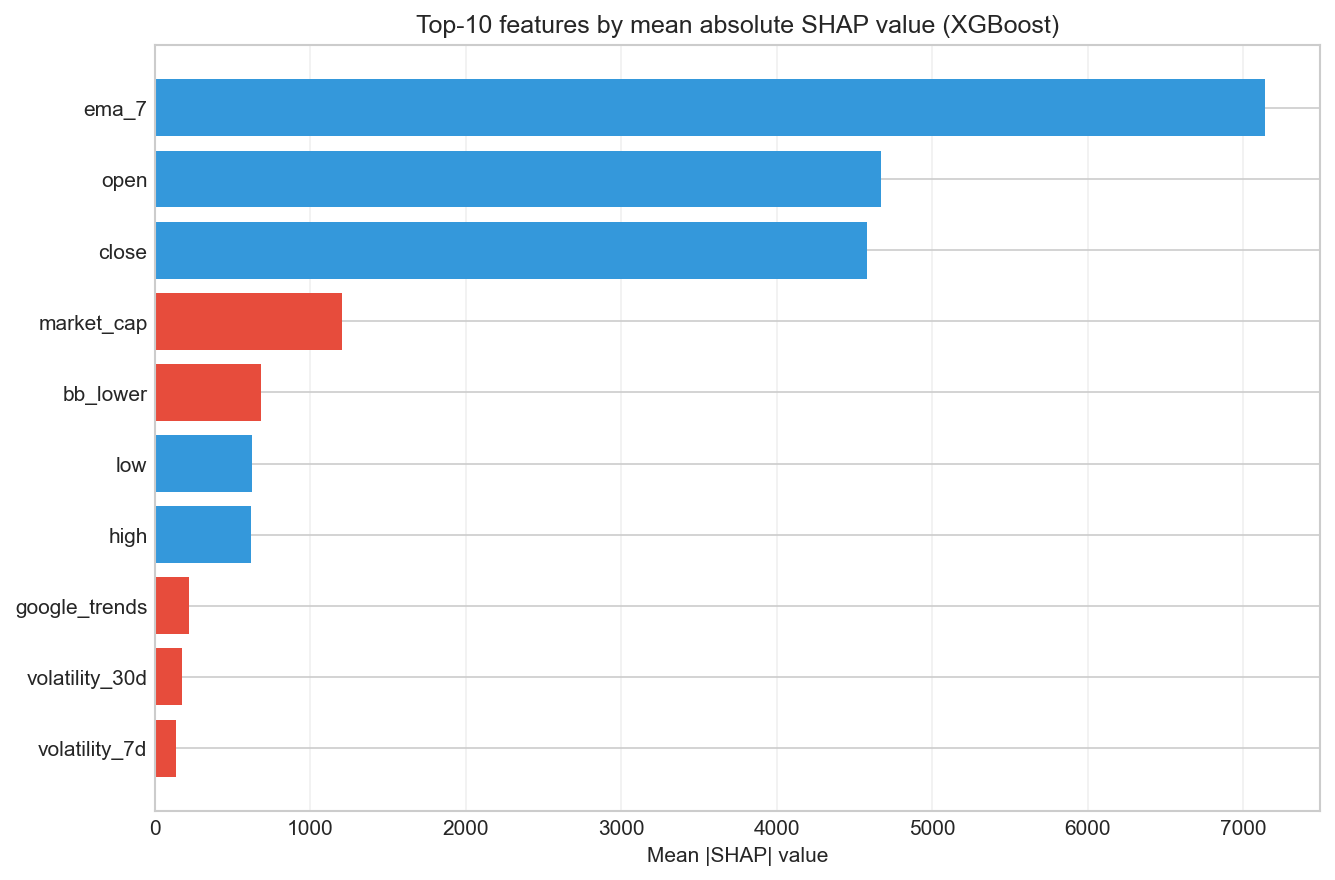 Top-10 features by mean absolute SHAP value (XGBoost)
ema_7
open
close
market_cap
bb_lower
low
high
google_trends
volatility_30d
volatility_7d
0 1000 2000 3000 4000 5000 6000 7000
Mean |SHAP| value